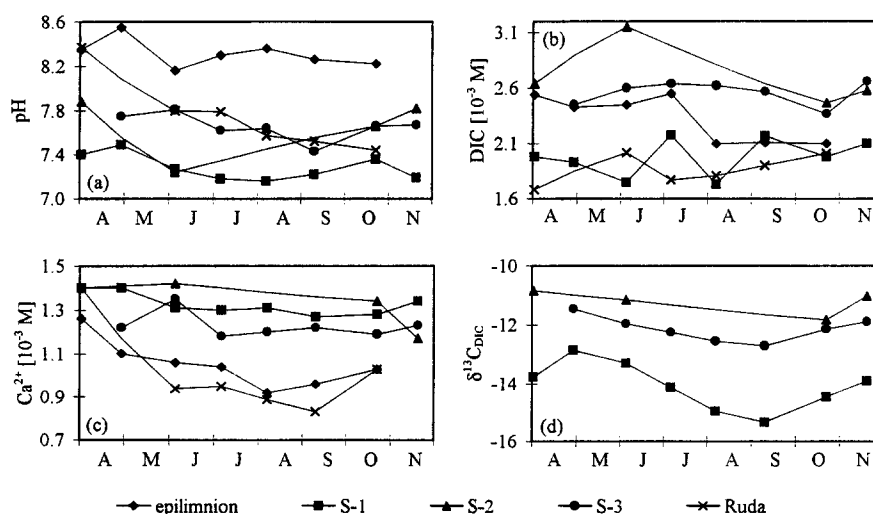 8.6
8.2
7.8
7.4
7.0
pH
(a)
A M J J A S O N
3.1
2.6
2.1
1.6
DIC [10⁻³ M]
(b)
A M J J A S O N
1.5
1.3
1.1
0.9
0.7
Ca²⁺ [10⁻³ M]
(c)
A M J J A S O N
-10
-12
-14
-16
δ¹³C_DIC
(d)
A M J J A S O N
epilimnion S-1 S-2 S-3 Ruda